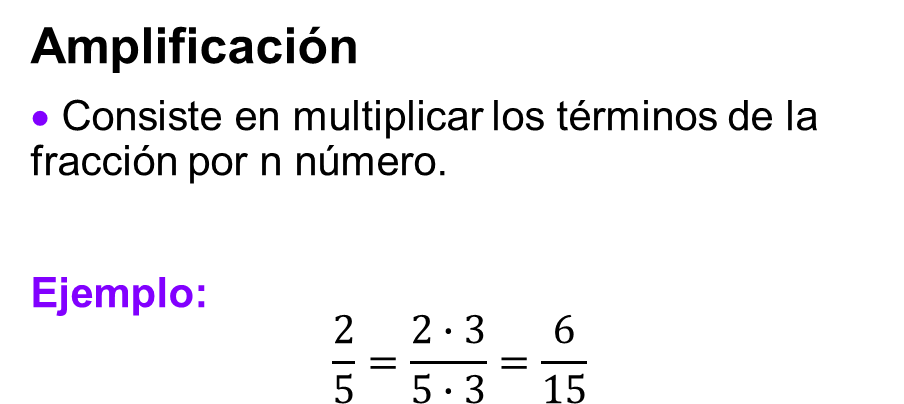 Amplificación
• Consiste en multiplicar los términos de la
fracción por n número.
Ejemplo:
2/5 = 2 · 3/5 · 3 = 6/15